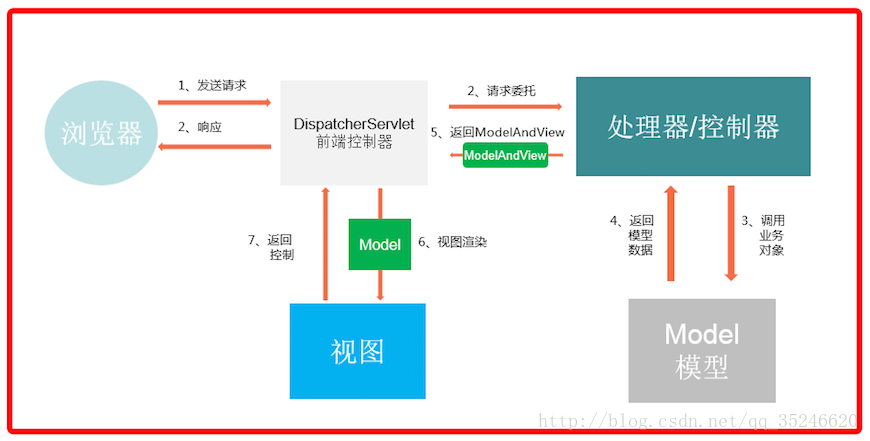 1、发送请求
2、请求委托
浏览器
2、响应
DispatcherServlet
前端控制器
5、返回ModelAndView
ModelAndView
处理器/控制器
7、返回
控制
Model
6、视图渲染
4、返回
模型
数据
3、调用
业务
对象
视图
Model
模型
http://blog.csdn.net/qq_35246620